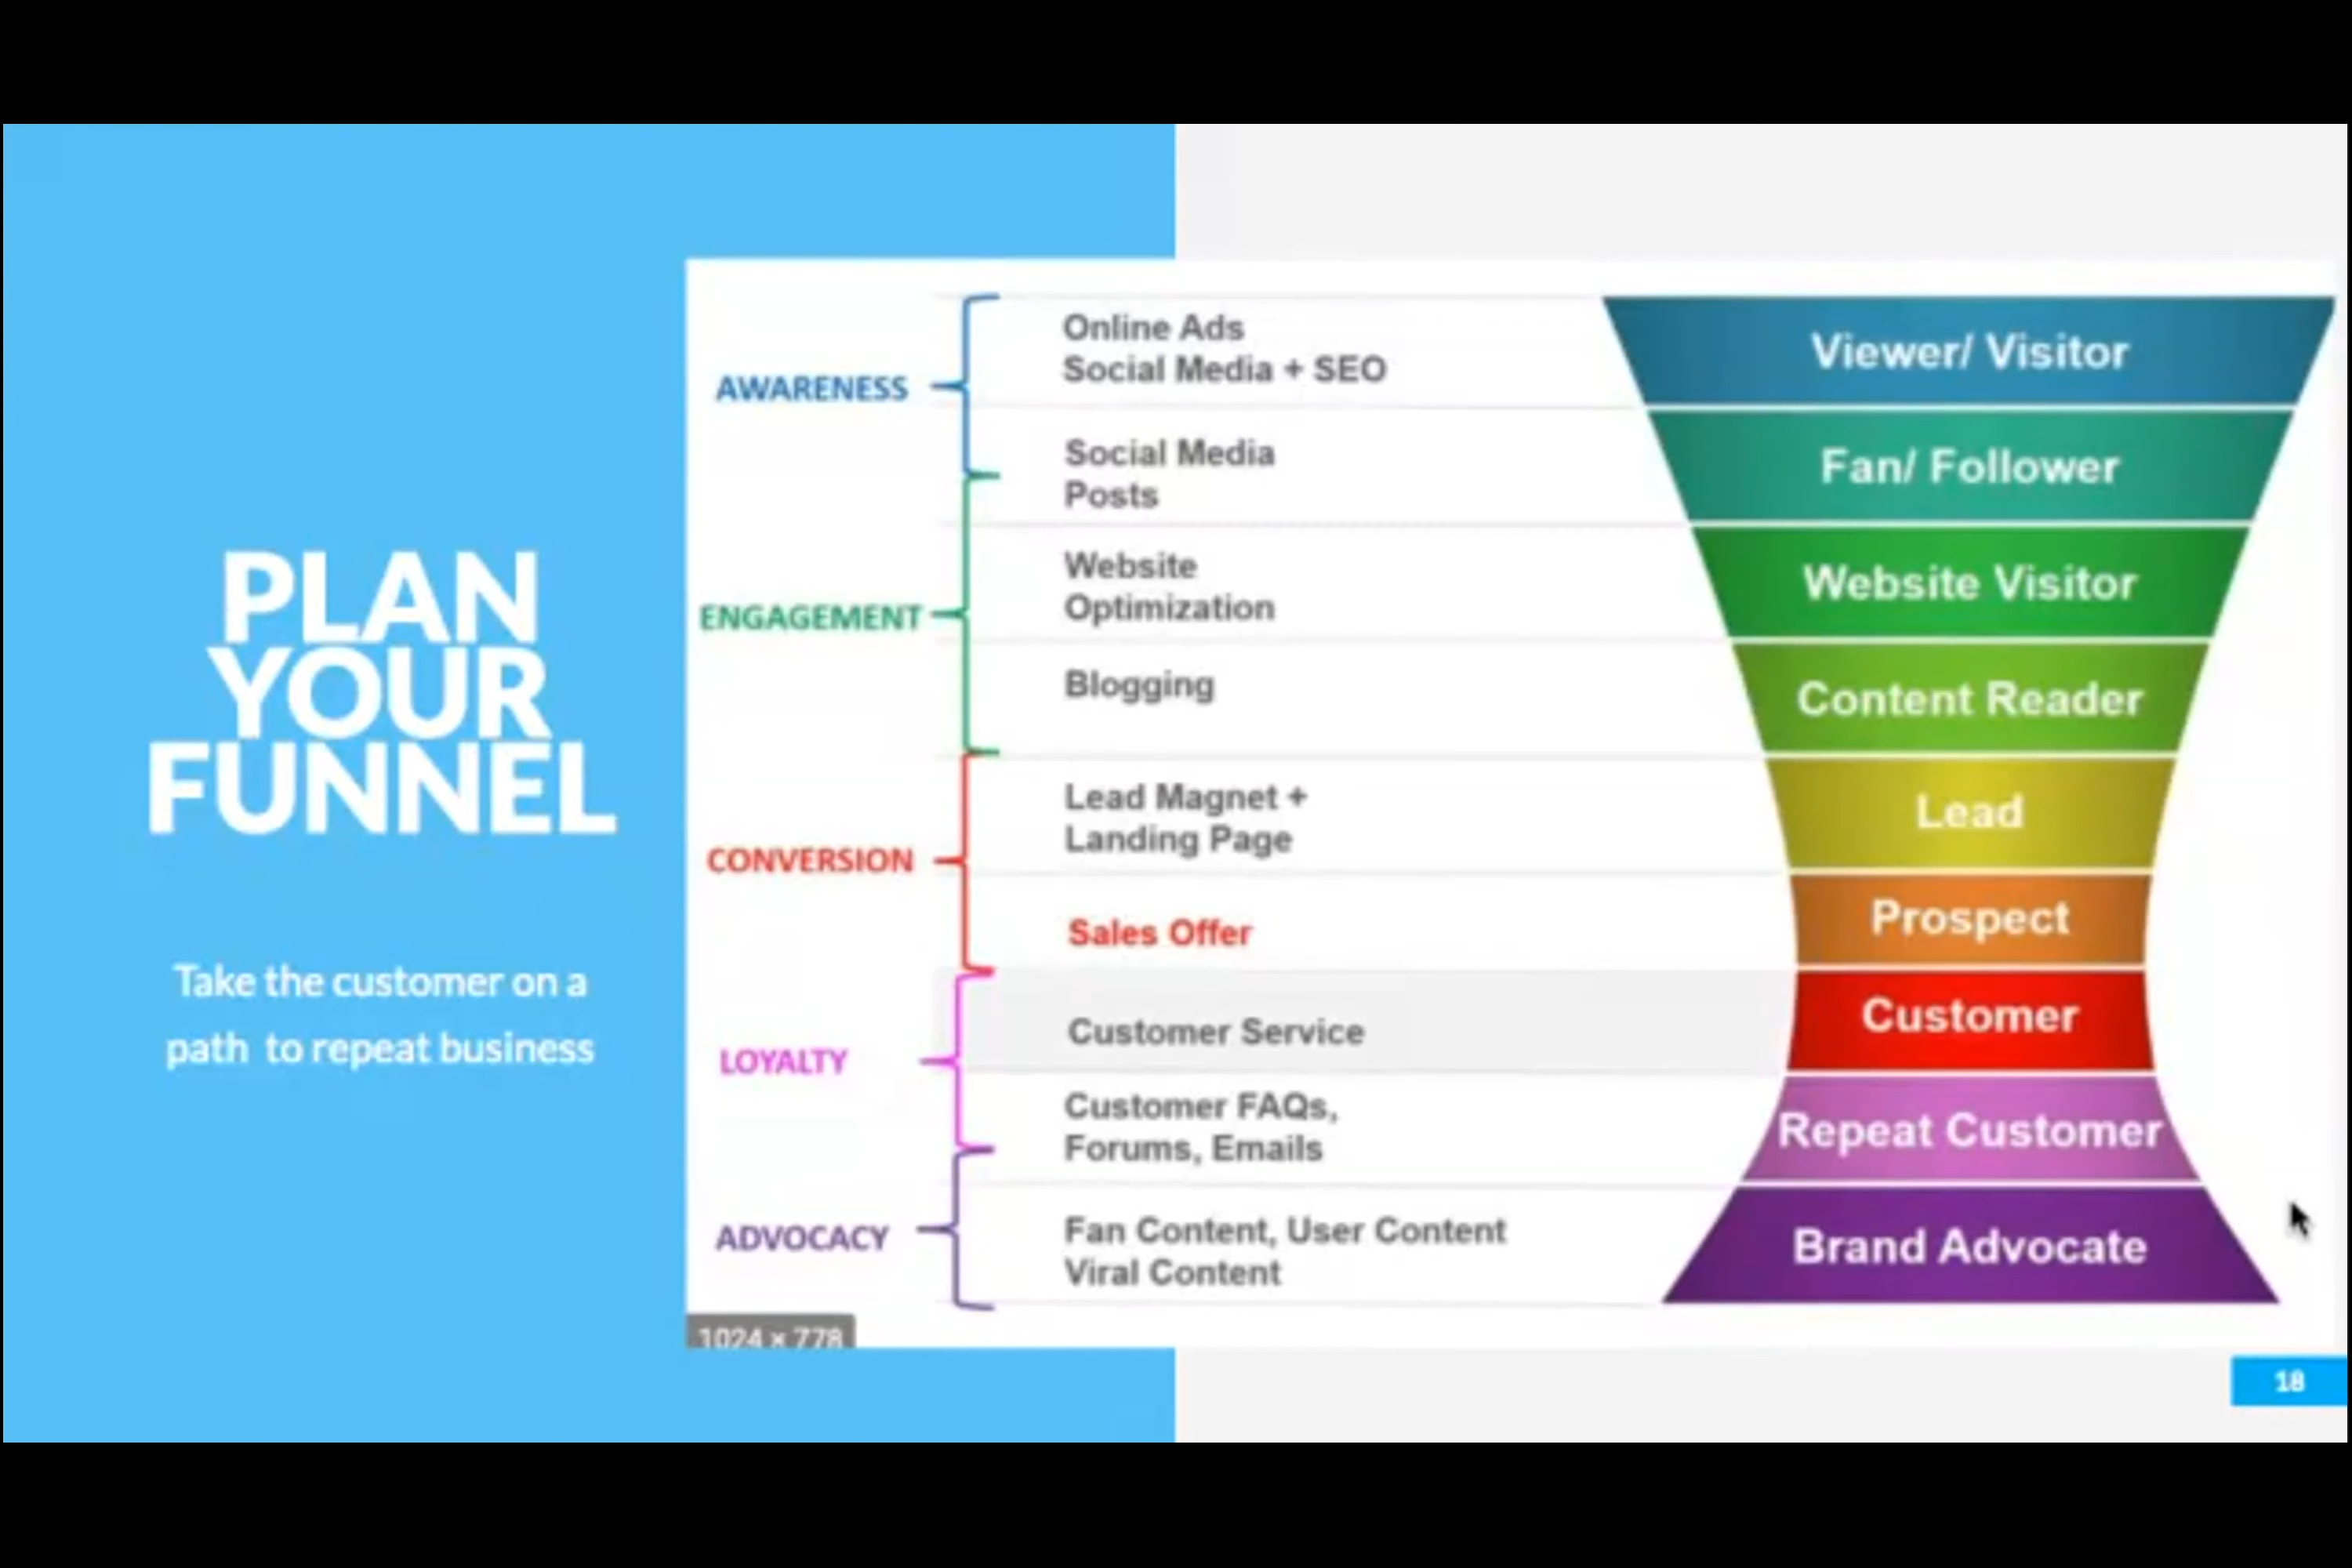 PLAN
YOUR
FUNNEL
Take the customer on a
path to repeat business
AWARENESS
Online Ads
Social Media + SEO
Viewer/ Visitor
Social Media
Posts
Fan/ Follower
ENGAGEMENT
Website
Optimization
Website Visitor
Blogging
Content Reader
CONVERSION
Lead Magnet +
Landing Page
Lead
Sales Offer
Prospect
LOYALTY
Customer Service
Customer
Customer FAQs,
Forums, Emails
Repeat Customer
ADVOCACY
Fan Content, User Content
Viral Content
Brand Advocate
1024 × 778
18